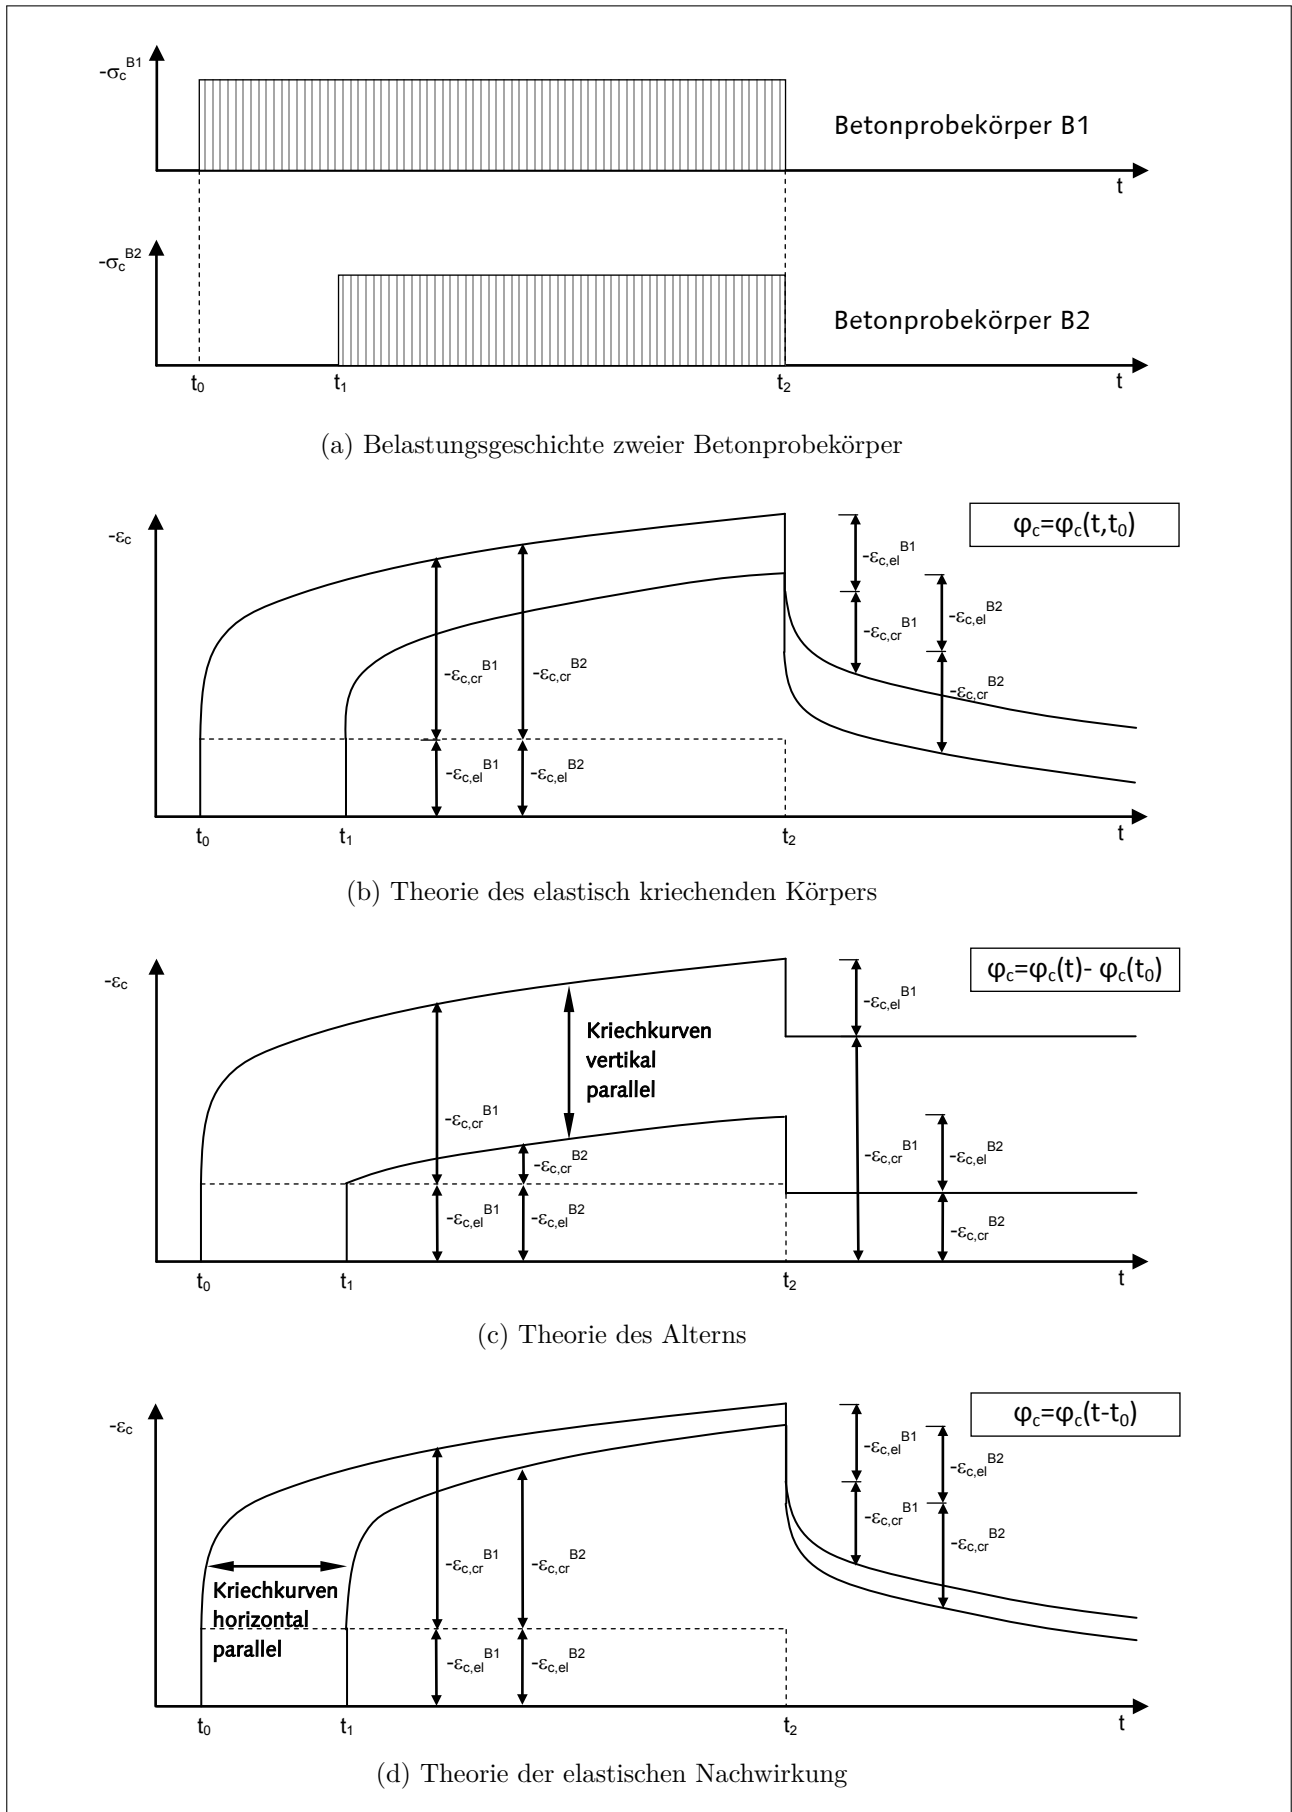 -σc^B1
Betonprobekörper B1
t
-σc^B2
Betonprobekörper B2
t0 t1 t2 t
(a) Belastungsgeschichte zweier Betonprobekörper
φc=φc(t,t0)
-εc
-εc,el^B1
-εc,el^B2
-εc,cr^B1
-εc,cr^B1 -εc,cr^B2
-εc,cr^B2
-εc,el^B1 -εc,el^B2
t0 t1 t2 t
(b) Theorie des elastisch kriechenden Körpers
φc=φc(t)- φc(t0)
-εc
-εc,el^B1
Kriechkurven
vertikal
parallel
-εc,cr^B1
-εc,cr^B1 -εc,el^B2
-εc,cr^B2
-εc,el^B1 -εc,el^B2
-εc,cr^B2
t0 t1 t2 t
(c) Theorie des Alterns
φc=φc(t-t0)
-εc
-εc,el^B1
-εc,el^B2
-εc,cr^B1
-εc,cr^B2
-εc,cr^B1 -εc,cr^B2
Kriechkurven
horizontal
parallel
-εc,el^B1 -εc,el^B2
t0 t1 t2 t
(d) Theorie der elastischen Nachwirkung